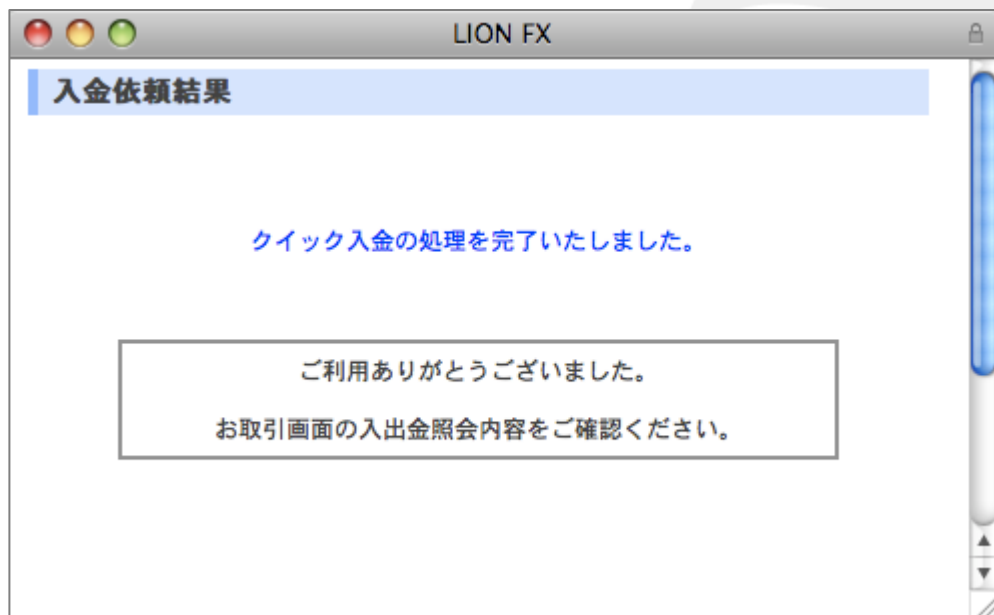 LION FX
入金依頼結果
クイック入金の処理を完了いたしました。
ご利用ありがとうございました。
お取引画面の入出金照会内容をご確認ください。